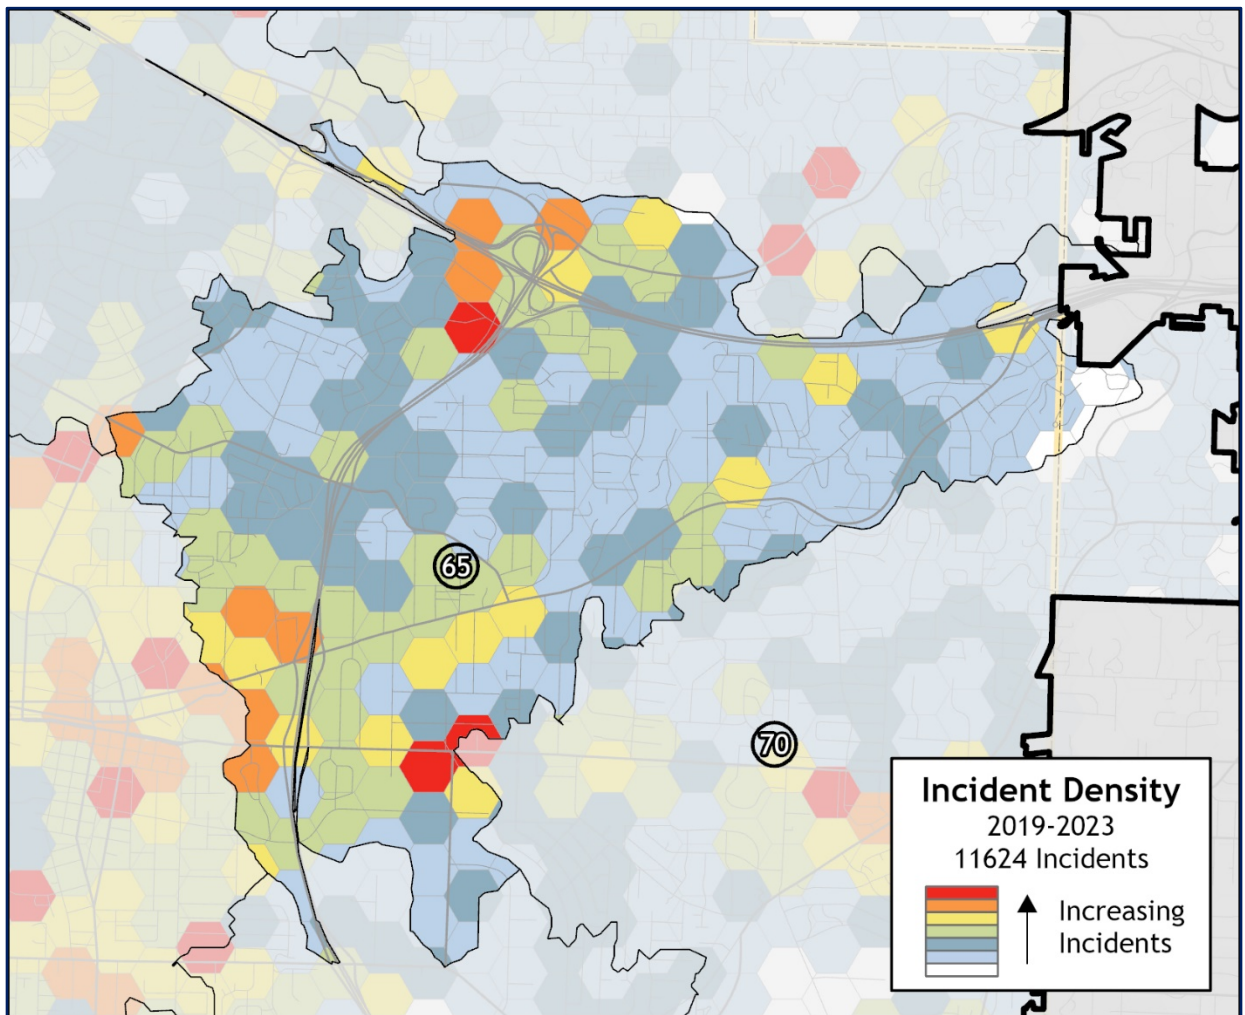 65
70
Incident Density
2019-2023
11624 Incidents
Increasing
Incidents